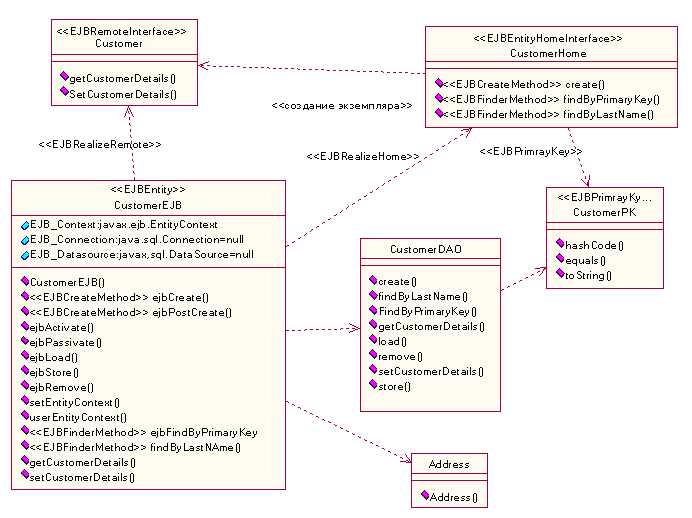 <<EJBRemoteInterface>>
Customer
getCustomerDetails()
SetCustomerDetails()
<<EJBEntityHomeInterface>>
CustomerHome
<<EJBCreateMethod>> create()
<<EJBFinderMethod>> findByPrimaryKey()
<<EJBFinderMethod>> findByLastName()
<<создание экземпляра>>
<<EJBRealizeRemote>>
<<EJBRealizeHome>>
<<EJBPrimrayKey>>
<<EJBEntity>>
CustomerEJB
EJB_Context:javax.ejb.EntityContext
EJB_Connection:java.sql.Connection=null
EJB_Datasource:javax,sql.DataSource=null
CustomerEJB()
<<EJBCreateMethod>> ejbCreate()
<<EJBCreateMethod>> ejbPostCreate()
ejbActivate()
ejbPassivate()
ejbLoad()
ejbStore()
ejbRemove()
setEntityContext()
userEntityContext()
<<EJBFinderMethod>> ejbFindByPrimaryKey
<<EJBFinderMethod>> findByLastNAme()
getCustomerDetails()
setCustomerDetails()
CustomerDAO
create()
findByLastName()
FindByPrimaryKey()
getCustomerDetails()
load()
remove()
setCustomerDetails()
store()
<<EJBPrimrayKy...
CustomerPK
hashCode()
equals()
toString()
Address
Address()